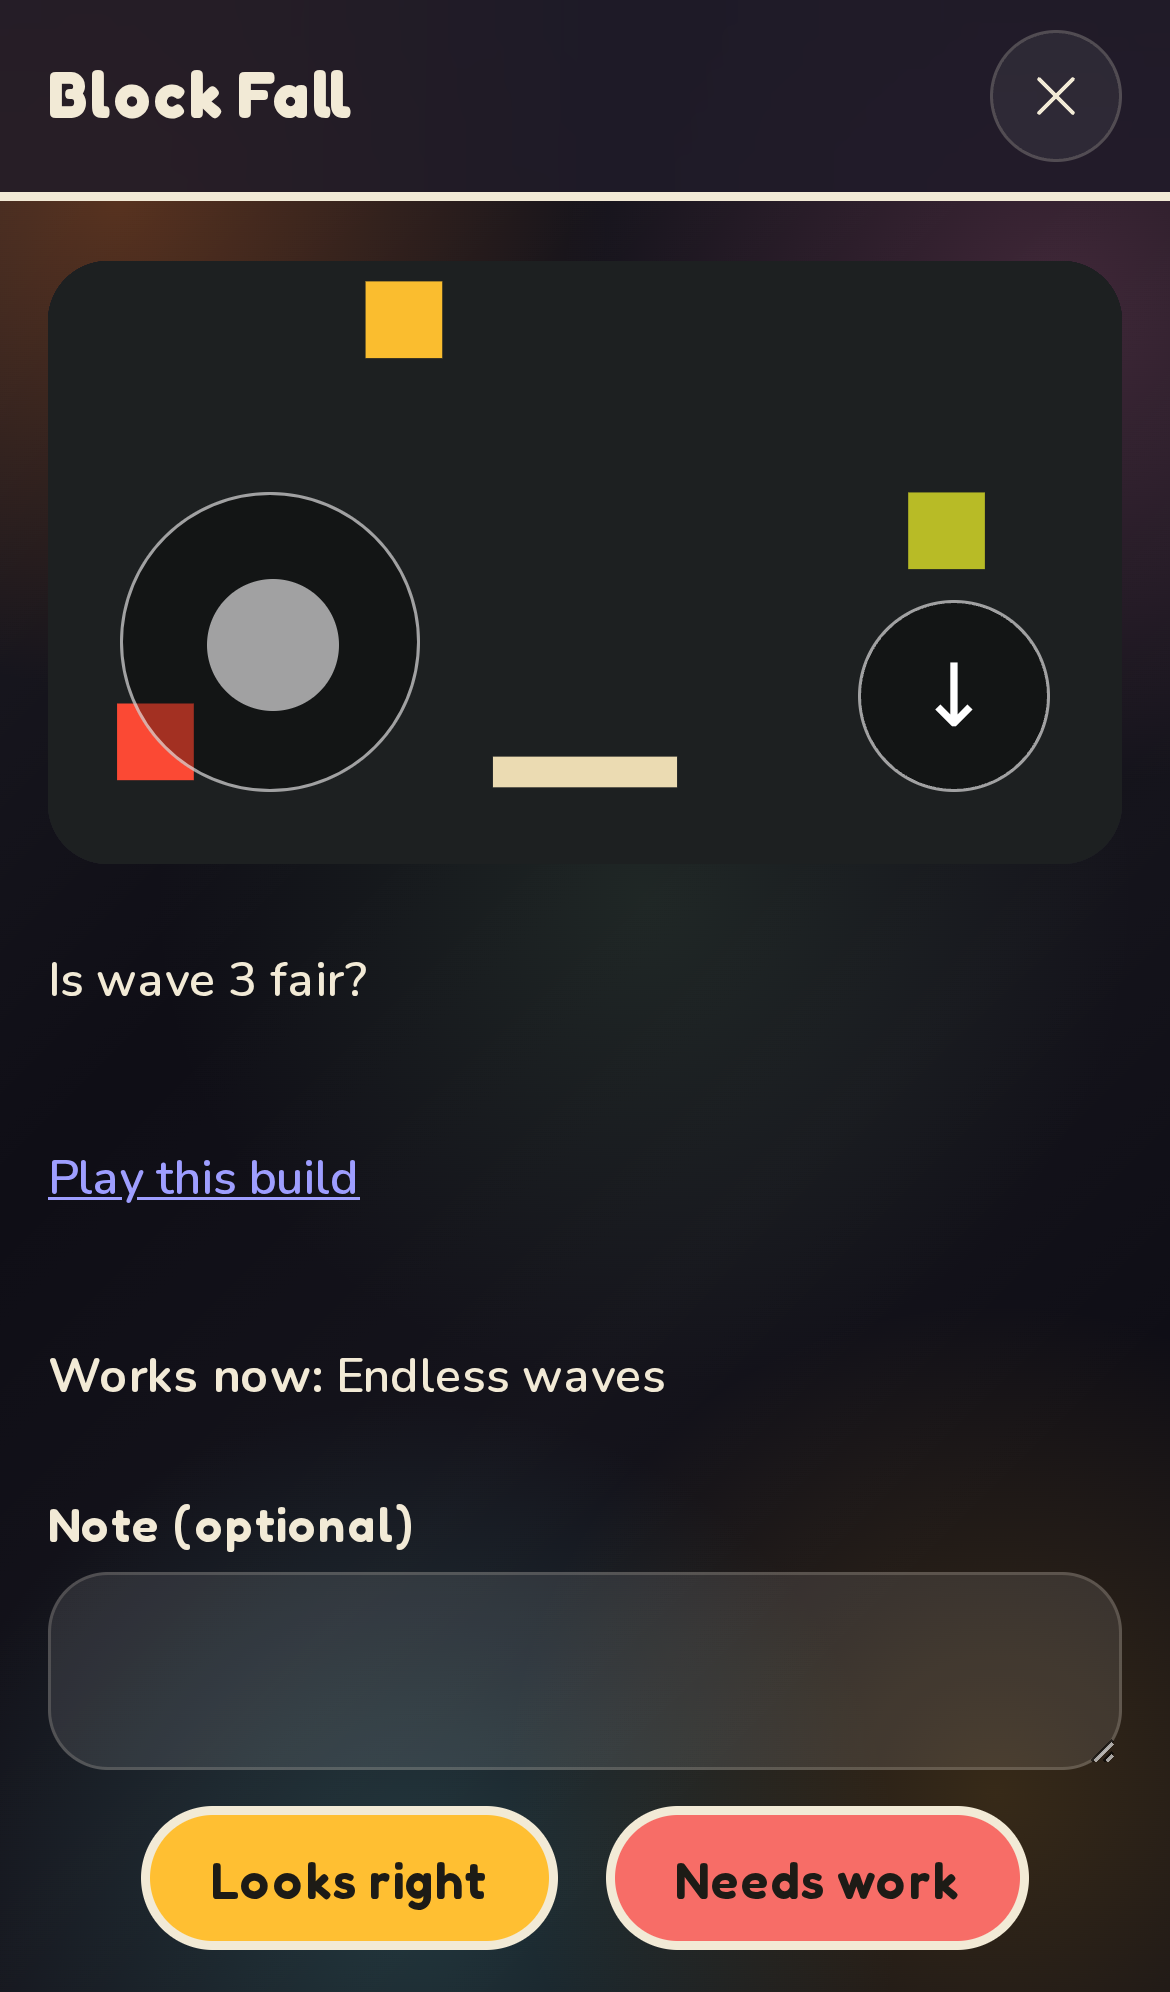 Block Fall
Is wave 3 fair?
Play this build
Works now: Endless waves
Note (optional)
Looks right
Needs work